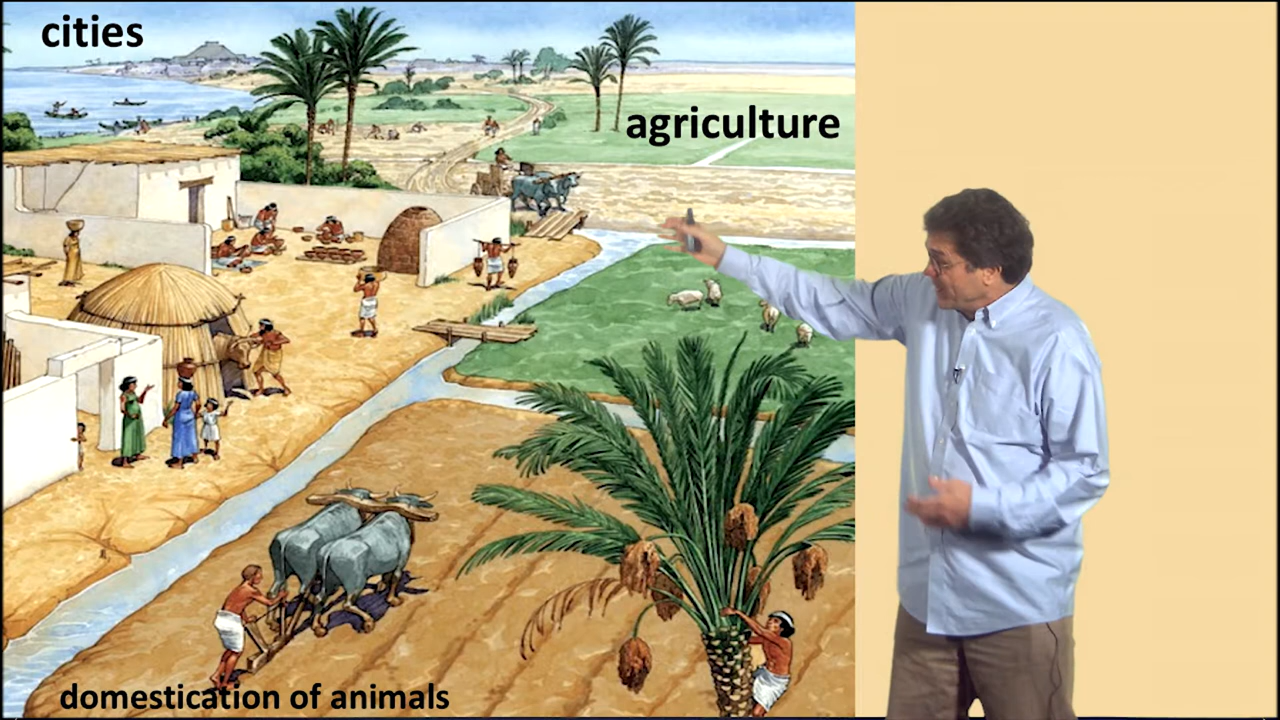 cities
agriculture
domestication of animals